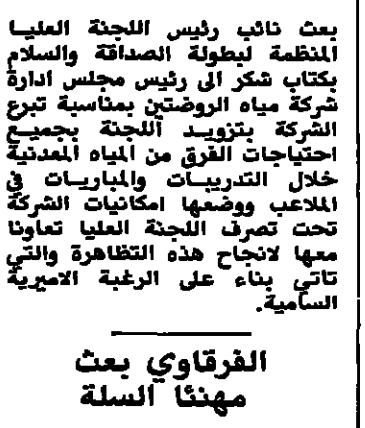 بعث نائب رئيس اللجنة العليا
المنظمة لبطولة الصداقة والسلام
بكتاب شكر الى رئيس مجلس ادارة
شركة مياه الروضتين بمناسبة تبرع
الشركة بتزويد اللجنة بجميع
احتياجات الفرق من المياه المعدنية
خلال التدريبات والمباريات في
الملاعب ووضعها امكانيات الشركة
تحت تصرف اللجنة العليا تعاونا
معها لانجاح هذه التظاهرة والتي
تاتي بناء على الرغبة الاميرية
السامية.
الفرقاوي بعث
مهنئا السلة